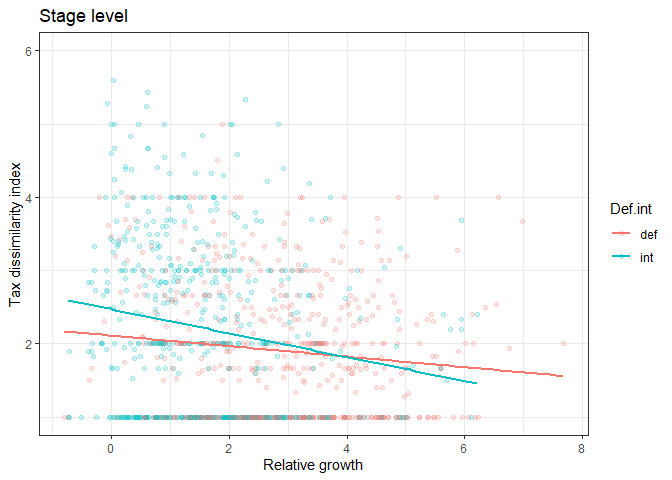 Stage level
Tax dissimilarity index
6
4
2
0
2
4
6
8
Relative growth
Def.int
def
int